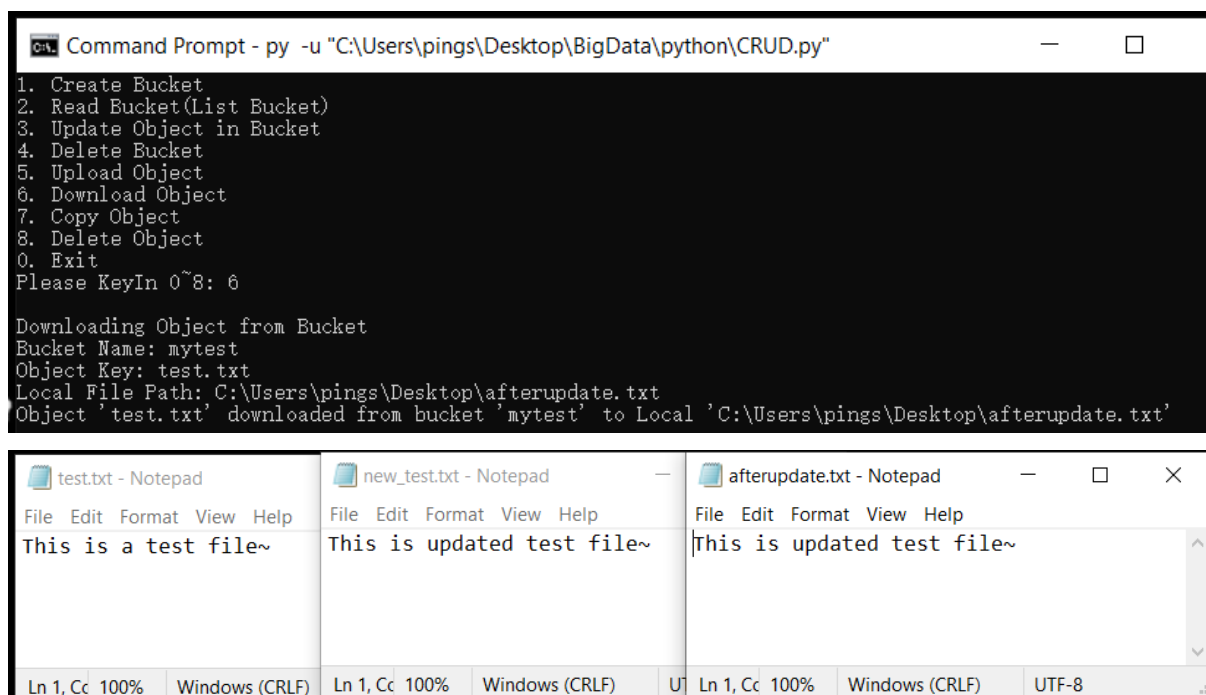 Command Prompt - py -u "C:\Users\pings\Desktop\BigData\python\CRUD.py"
1. Create Bucket
2. Read Bucket(List Bucket)
3. Update Object in Bucket
4. Delete Bucket
5. Upload Object
6. Download Object
7. Copy Object
8. Delete Object
0. Exit
Please KeyIn 0~8: 6
Downloading Object from Bucket
Bucket Name: mytest
Object Key: test.txt
Local File Path: C:\Users\pings\Desktop\afterupdate.txt
Object 'test.txt' downloaded from bucket 'mytest' to Local 'C:\Users\pings\Desktop\afterupdate.txt'
test.txt - Notepad
File Edit Format View Help
This is a test file~
Ln 1, Cc 100% Windows (CRLF)
new_test.txt - Notepad
File Edit Format View Help
This is updated test file~
Ln 1, Cc 100% Windows (CRLF) UT
afterupdate.txt - Notepad
File Edit Format View Help
This is updated test file~
Ln 1, Cc 100% Windows (CRLF) UTF-8